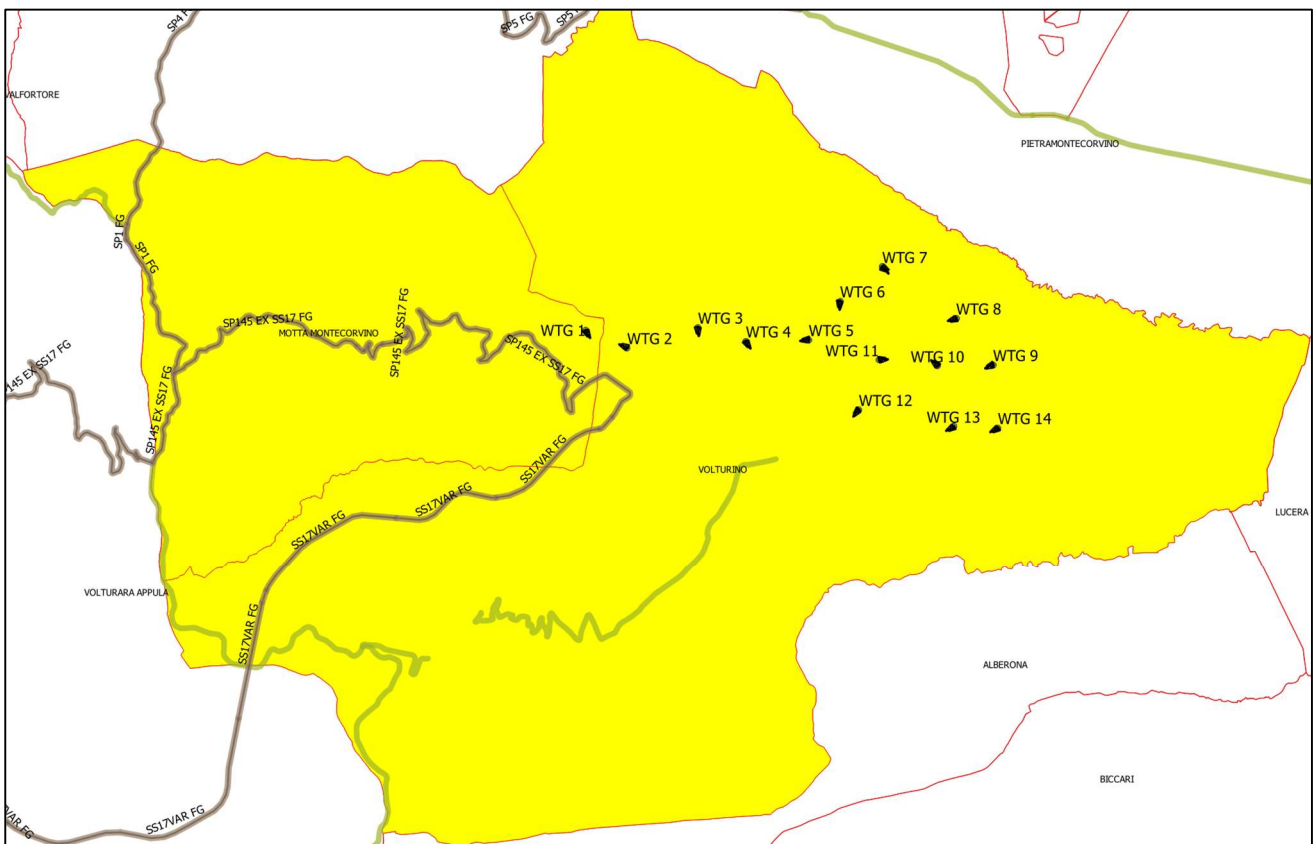 SP4 F
SP5 FG
SP5
VALFORTORE
PIETRAMONTECORVINO
SP1 FG
SP1 FG
WTG 7
WTG 6
WTG 8
SP145 EX SS17 FG
MOTTA MONTECORVINO
SP145 EX SS17 FG
SP145 EX SS17 FG
WTG 1
WTG 2
WTG 3
WTG 4
WTG 5
WTG 11
WTG 10
WTG 9
145 EX SS17 FG
SP145 EX SS17 FG
WTG 12
WTG 13
WTG 14
VOLTURINO
SS17VAR FG
SS17VAR FG
SS17VAR FG
LUCERA
VOLTURARA APPULA
SS17VAR FG
ALBERONA
BICCARI
SS17VAR FG
VAR FG